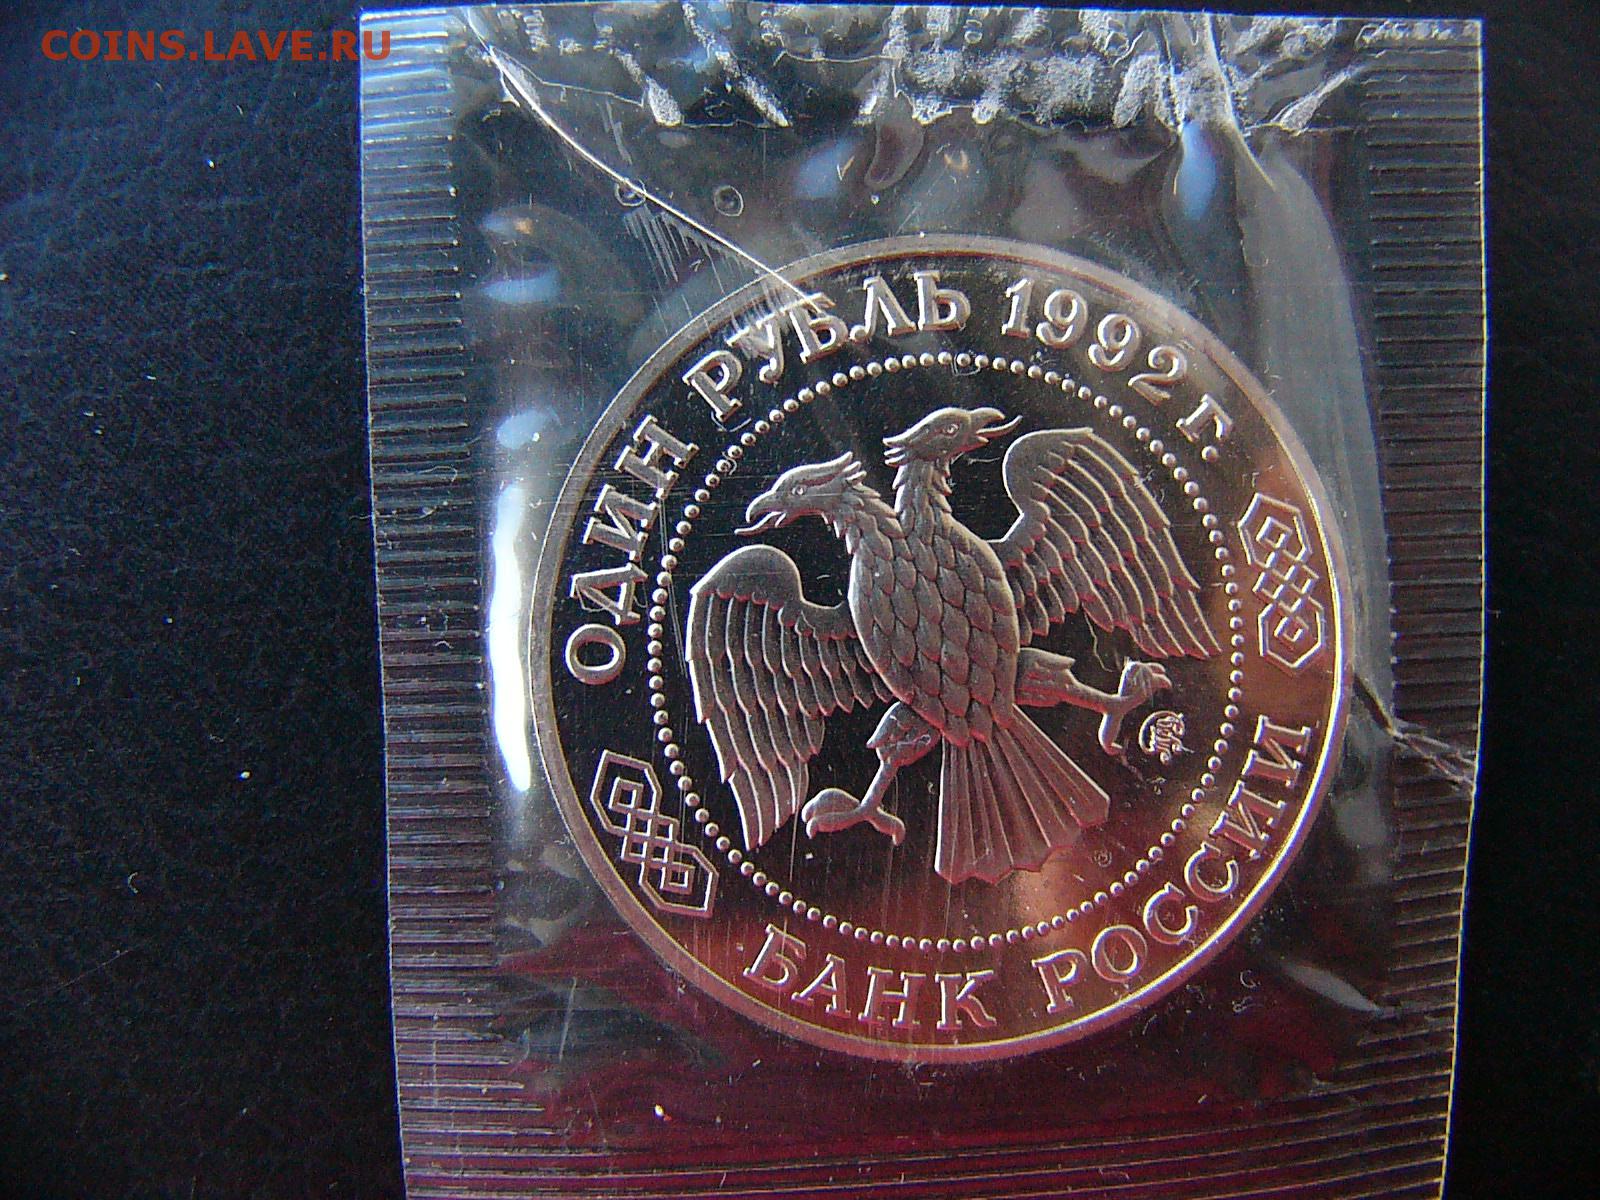 COINS.LAVE.RU
ОДИН РУБЛЬ 1992 г.
БАНК РОССИИ